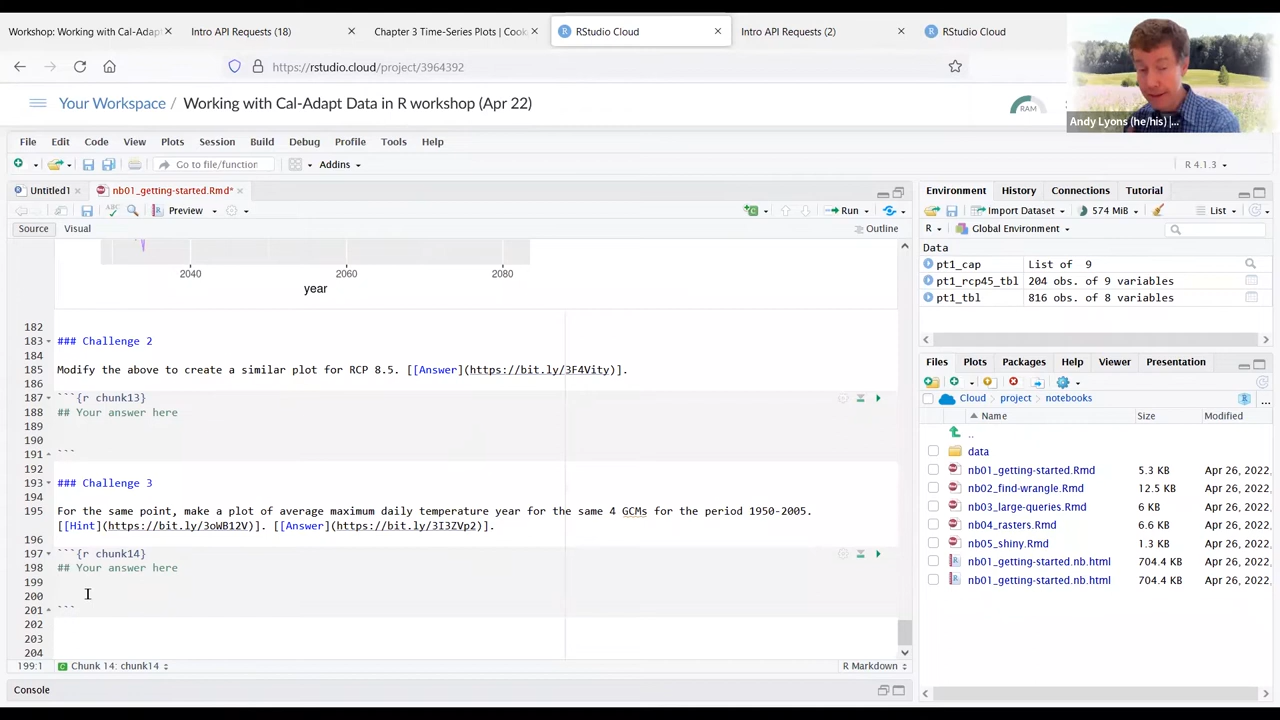 Workshop: Working with Cal-Adapt
Intro API Requests (18)
Chapter 3 Time-Series Plots | Cook
RStudio Cloud
Intro API Requests (2)
RStudio Cloud
https://rstudio.cloud/project/3964392
Your Workspace / Working with Cal-Adapt Data in R workshop (Apr 22)
RAM
Andy Lyons (he/his) |...
File Edit Code View Plots Session Build Debug Profile Tools Help
Go to file/function Addins R 4.1.3
Untitled1 nb01_getting-started.Rmd*
Preview Run
Source Visual Outline
2040 2060 2080
year
182
183 ### Challenge 2
184
185 Modify the above to create a similar plot for RCP 8.5. [[Answer](https://bit.ly/3F4Vity)].
186
187 ```{r chunk13}
188 ## Your answer here
189
190
191 ```
192
193 ### Challenge 3
194
195 For the same point, make a plot of average maximum daily temperature year for the same 4 GCMs for the period 1950-2005.
[[Hint](https://bit.ly/3oWB12V)]. [[Answer](https://bit.ly/3I3ZVp2)].
196
197 ```{r chunk14}
198 ## Your answer here
199
200
201 ```
202
203
204
199:1 Chunk 14: chunk14 R Markdown
Console
Environment History Connections Tutorial
Import Dataset 574 MiB List
R Global Environment
Data
pt1_cap List of 9
pt1_rcp45_tbl 204 obs. of 9 variables
pt1_tbl 816 obs. of 8 variables
Files Plots Packages Help Viewer Presentation
Cloud project notebooks ...
Name Size Modified
..
data
nb01_getting-started.Rmd 5.3 KB Apr 26, 2022,
nb02_find-wrangle.Rmd 12.5 KB Apr 26, 2022,
nb03_large-queries.Rmd 6 KB Apr 26, 2022,
nb04_rasters.Rmd 6.6 KB Apr 26, 2022,
nb05_shiny.Rmd 1.3 KB Apr 26, 2022,
nb01_getting-started.nb.html 704.4 KB Apr 26, 2022,
nb01_getting-started.nb.html 704.4 KB Apr 26, 2022,